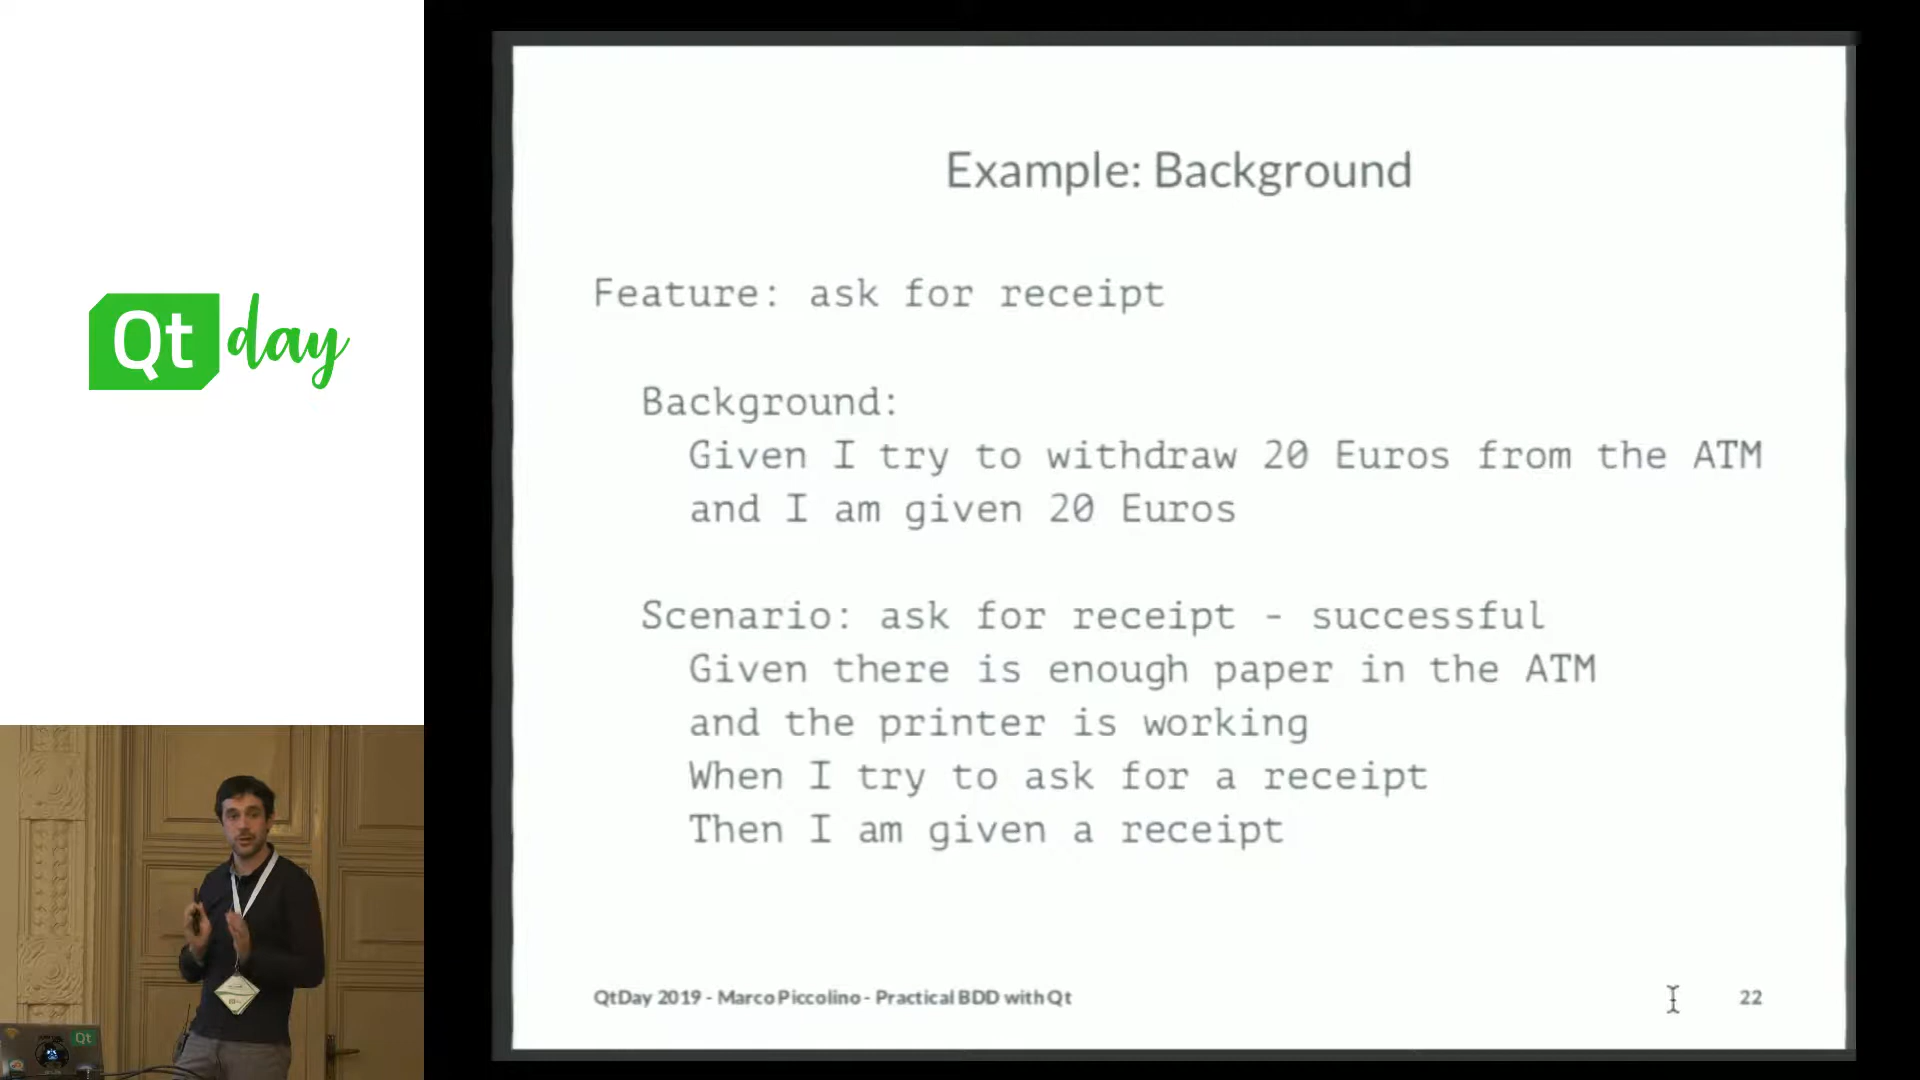 Qt day
Example: Background
Feature: ask for receipt
Background:
Given I try to withdraw 20 Euros from the ATM
and I am given 20 Euros
Scenario: ask for receipt - successful
Given there is enough paper in the ATM
and the printer is working
When I try to ask for a receipt
Then I am given a receipt
QtDay 2019 - Marco Piccolino - Practical BDD with Qt
22
Qt